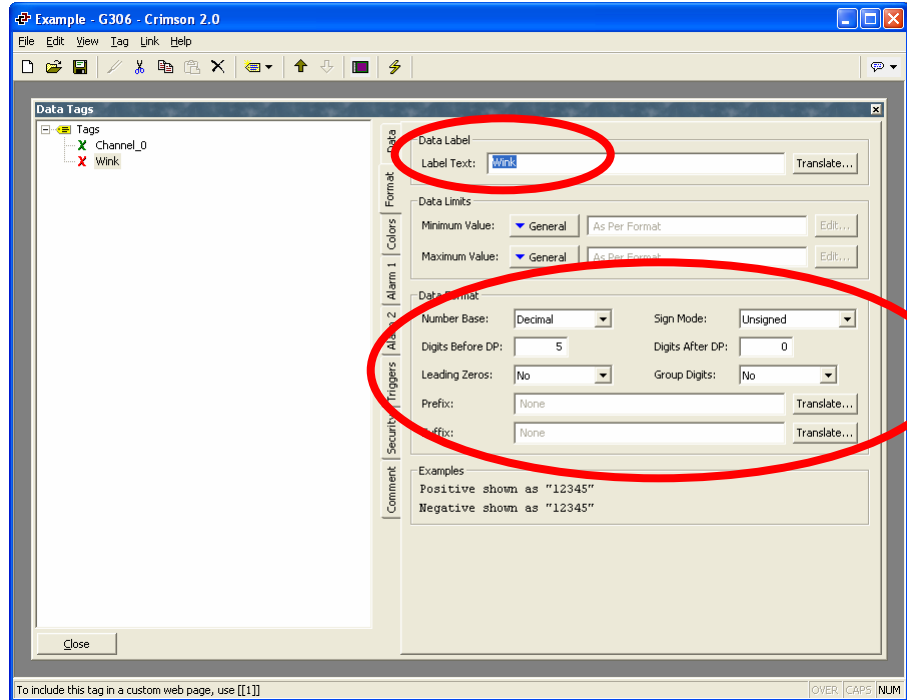 Example - G306 - Crimson 2.0
File Edit View Tag Link Help
Data Tags
Tags
Channel_0
Wink
Data
Format
Colors
Alarm 1
Alarm 2
Triggers
Security
Comment
Data Label
Label Text: Wink Translate...
Data Limits
Minimum Value: General As Per Format Edit...
Maximum Value: General As Per Format Edit...
Data Format
Number Base: Decimal Sign Mode: Unsigned
Digits Before DP: 5 Digits After DP: 0
Leading Zeros: No Group Digits: No
Prefix: None Translate...
Suffix: None Translate...
Examples
Positive shown as "12345"
Negative shown as "12345"
Close
To include this tag in a custom web page, use [[1]] OVER CAPS NUM